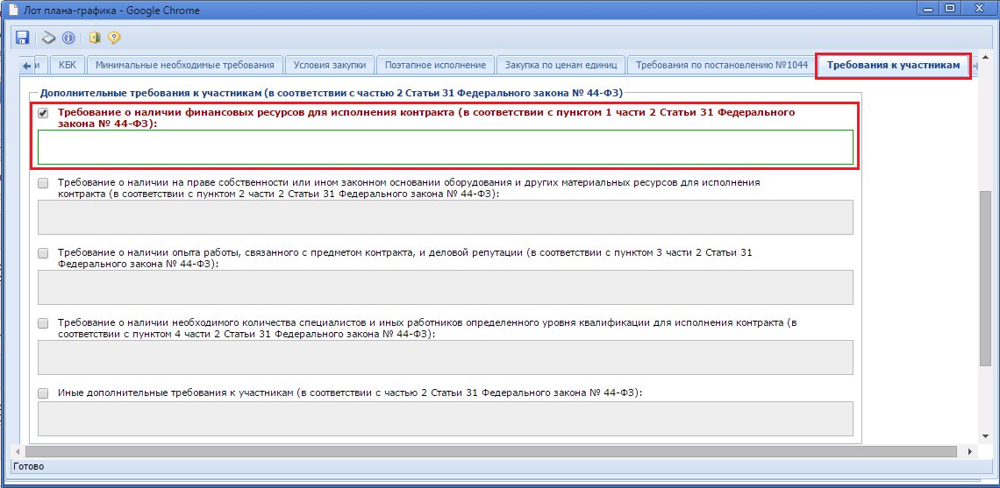 Лот плана-графика - Google Chrome
и КБК Минимальные необходимые требования Условия закупки Поэтапное исполнение Закупка по ценам единиц Требования по постановлению №1044 Требования к участникам
Дополнительные требования к участникам (в соответствии с частью 2 Статьи 31 Федерального закона № 44-ФЗ)
Требование о наличии финансовых ресурсов для исполнения контракта (в соответствии с пунктом 1 части 2 Статьи 31 Федерального
закона № 44-ФЗ):
Требование о наличии на праве собственности или ином законном основании оборудования и других материальных ресурсов для исполнения
контракта (в соответствии с пунктом 2 части 2 Статьи 31 Федерального закона № 44-ФЗ):
Требование о наличии опыта работы, связанного с предметом контракта, и деловой репутации (в соответствии с пунктом 3 части 2 Статьи 31
Федерального закона № 44-ФЗ):
Требование о наличии необходимого количества специалистов и иных работников определенного уровня квалификации для исполнения контракта (в
соответствии с пунктом 4 части 2 Статьи 31 Федерального закона № 44-ФЗ):
Иные дополнительные требования к участникам (в соответствии с частью 2 Статьи 31 Федерального закона № 44-ФЗ):
Готово